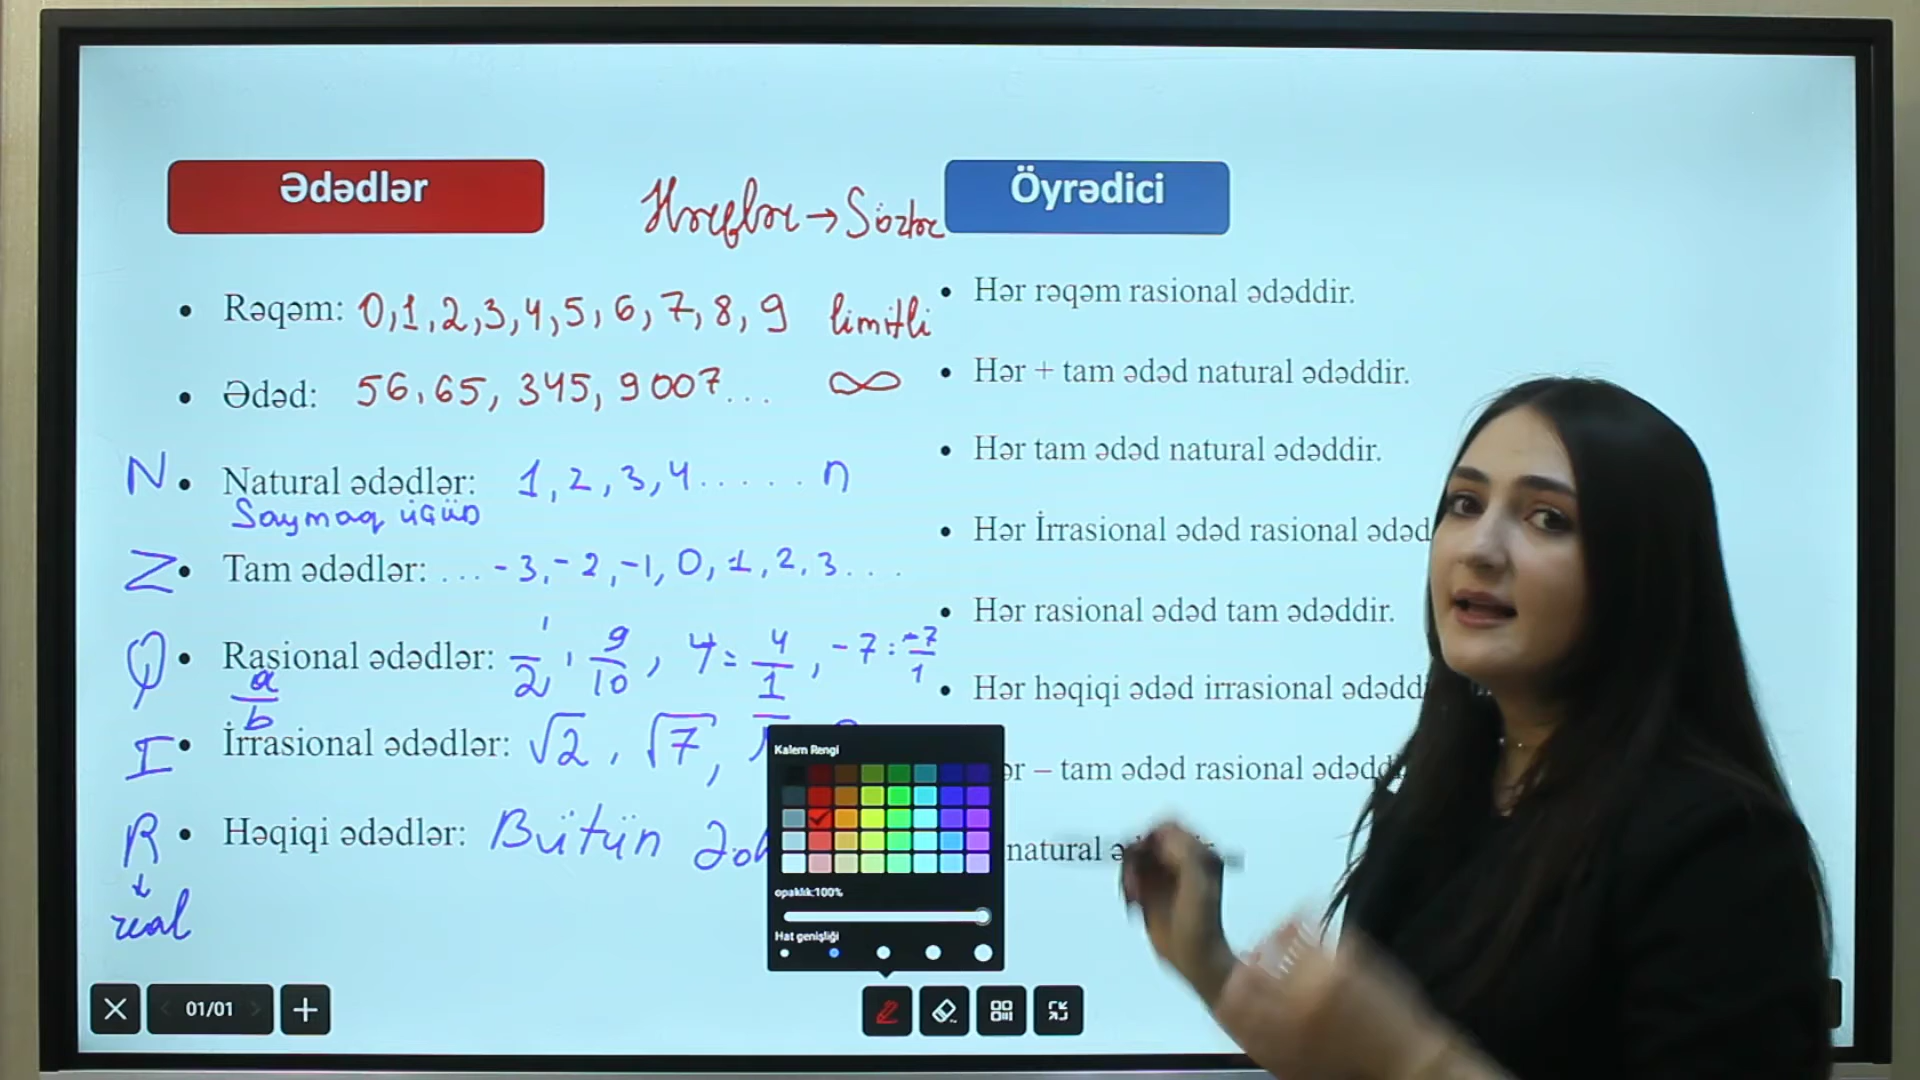 Ədədlər
Hərflər → Sözlər
Rəqəm: 0, 1, 2, 3, 4, 5, 6, 7, 8, 9 limitli
Ədəd: 56, 65, 345, 9007... ∞
N • Natural ədədlər: 1, 2, 3, 4 ..... n
Saymaq üçün
Z • Tam ədədlər: ... -3, -2, -1, 0, 1, 2, 3 ...
Q • Rasional ədədlər: 1/2, 9/10, 4 = 4/1, -7 = -7/1
a/b
I • İrrasional ədədlər: √2, √7,
R • Həqiqi ədədlər: Bütün
↓
real
Öyrədici
• Hər rəqəm rasional ədəddir.
• Hər + tam ədəd natural ədəddir.
• Hər tam ədəd natural ədəddir.
• Hər İrrasional ədəd rasional ədəd
• Hər rasional ədəd tam ədəddir.
• Hər həqiqi ədəd irrasional ədədd
ər – tam ədəd rasional ədədd
natural
Kalem Rengi
opaklık:100%
Hat genişliği
01/01